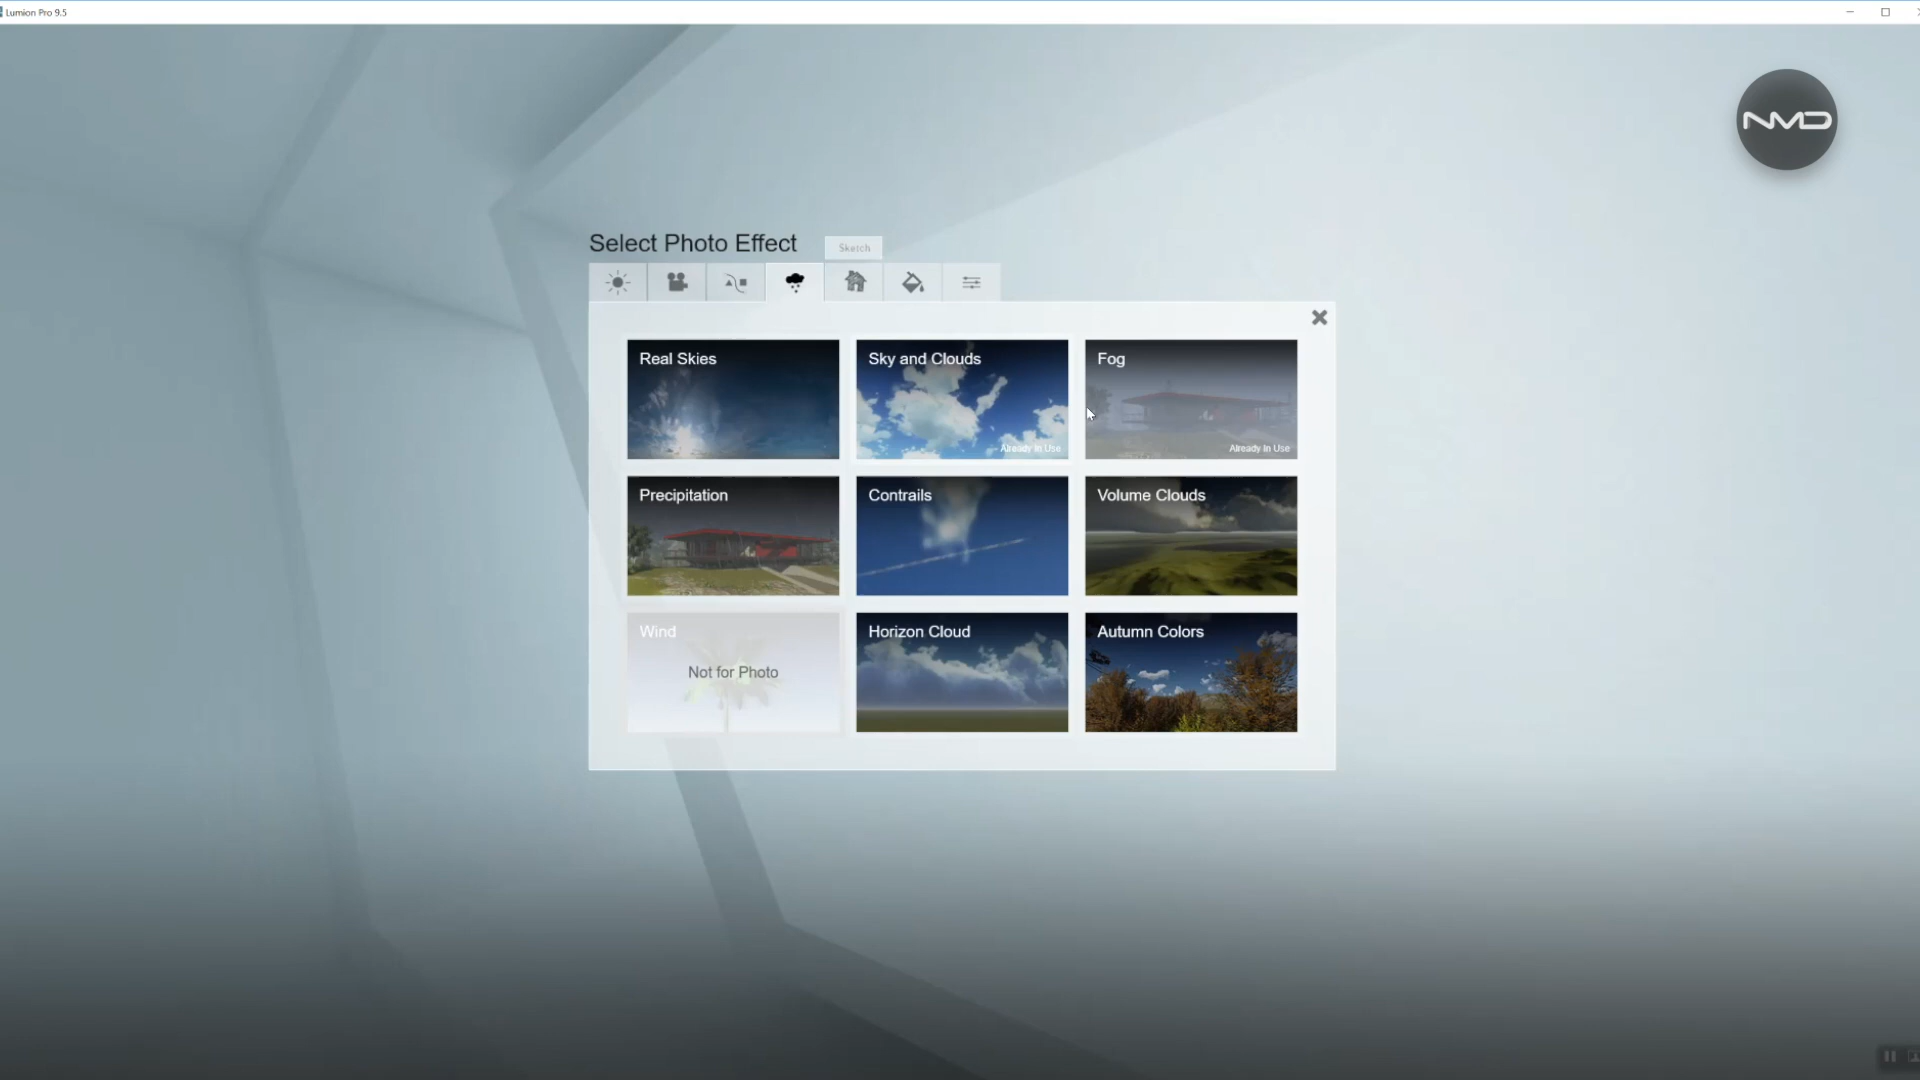 Lumion Pro 9.5
NMD
Select Photo Effect
Sketch
Real Skies
Sky and Clouds
Already In Use
Fog
Already In Use
Precipitation
Contrails
Volume Clouds
Wind
Not for Photo
Horizon Cloud
Autumn Colors